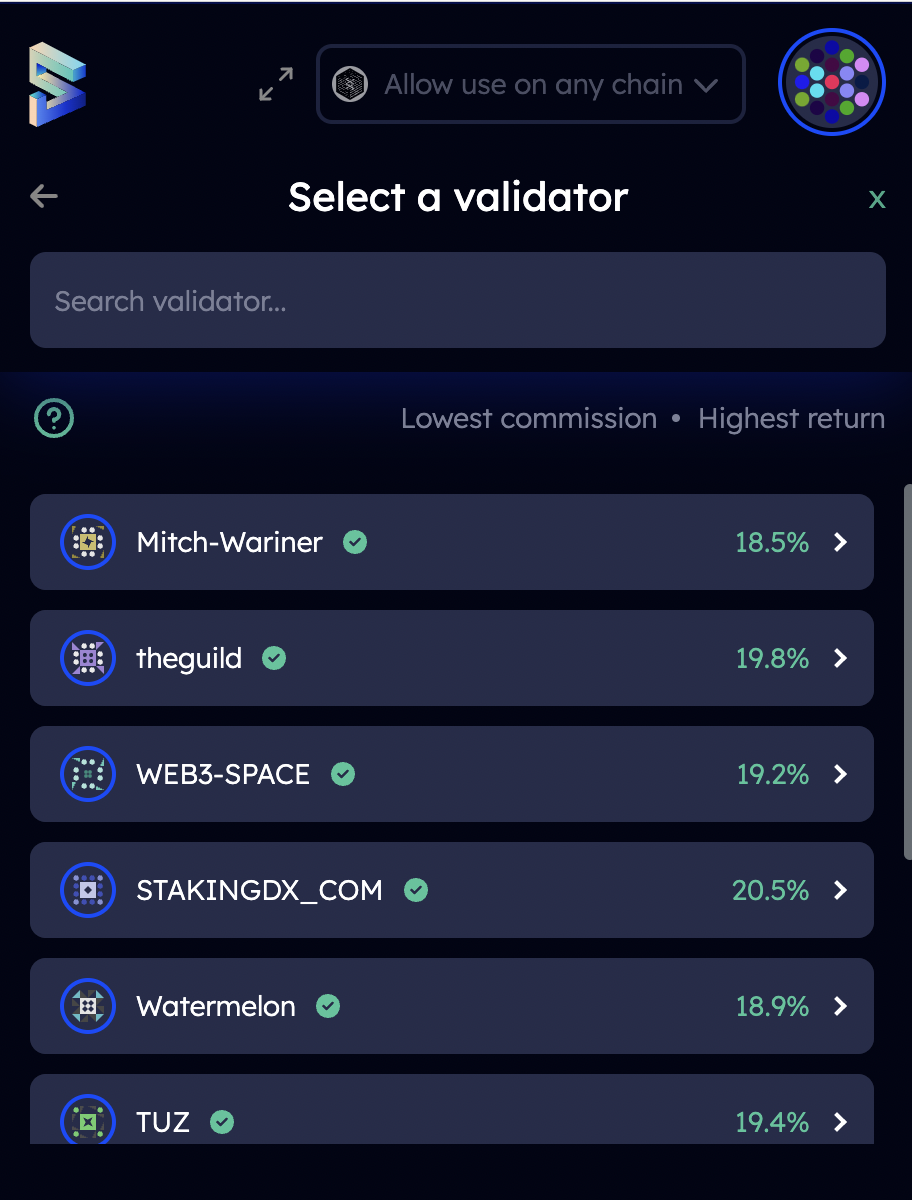 Allow use on any chain
Select a validator
x
Search validator...
? Lowest commission • Highest return
Mitch-Wariner 18.5%
theguild 19.8%
WEB3-SPACE 19.2%
STAKINGDX_COM 20.5%
Watermelon 18.9%
TUZ 19.4%